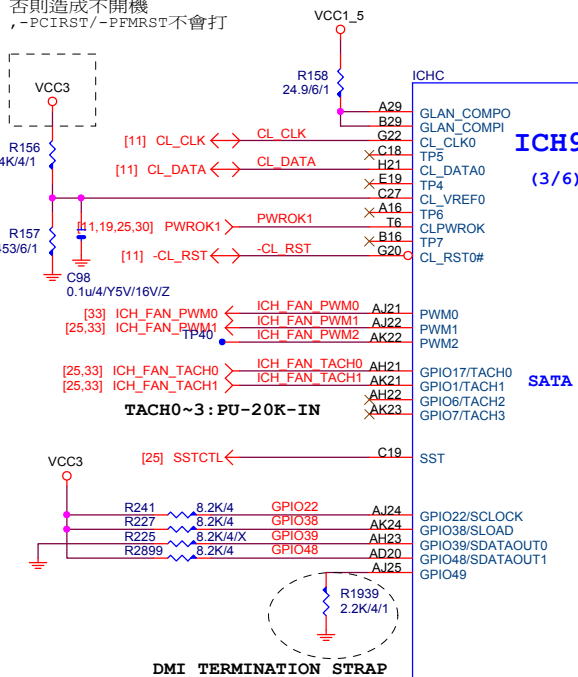 否則造成不開機
,-PCIRST/-PFMRST不會打
VCC1_5
VCC3
R158
24.9/6/1
ICHC
ICH9
(3/6)
R156
4K/4/1
A29 GLAN_COMPO
B29 GLAN_COMPI
[11] CL_CLK CL_CLK G22 CL_CLK0
C18 TP5
[11] CL_DATA CL_DATA H21 CL_DATA0
E19 TP4
C27 CL_VREF0
A16 TP6
R157
453/6/1
[11,19,25,30] PWROK1 PWROK1 T6 CLPWROK
B16 TP7
[11] -CL_RST -CL_RST G20 CL_RST0#
C98
0.1u/4/Y5V/16V/Z
[33] ICH_FAN_PWM0 ICH_FAN_PWM0 AJ21 PWM0
[25,33] ICH_FAN_PWM1 ICH_FAN_PWM1 AJ22 PWM1
TP40 ICH_FAN_PWM2 AK22 PWM2
[25,33] ICH_FAN_TACH0 ICH_FAN_TACH0 AH21 GPIO17/TACH0
[25,33] ICH_FAN_TACH1 ICH_FAN_TACH1 AK21 GPIO1/TACH1
AH22 GPIO6/TACH2
AK23 GPIO7/TACH3
SATA
TACH0~3:PU-20K-IN
[25] SSTCTL C19 SST
VCC3
R241 8.2K/4 GPIO22 AJ24 GPIO22/SCLOCK
R227 8.2K/4 GPIO38 AK24 GPIO38/SLOAD
R225 8.2K/4/X GPIO39 AH23 GPIO39/SDATAOUT0
R2899 8.2K/4 GPIO48 AD20 GPIO48/SDATAOUT1
AJ25 GPIO49
R1939
2.2K/4/1
DMI TERMINATION STRAP